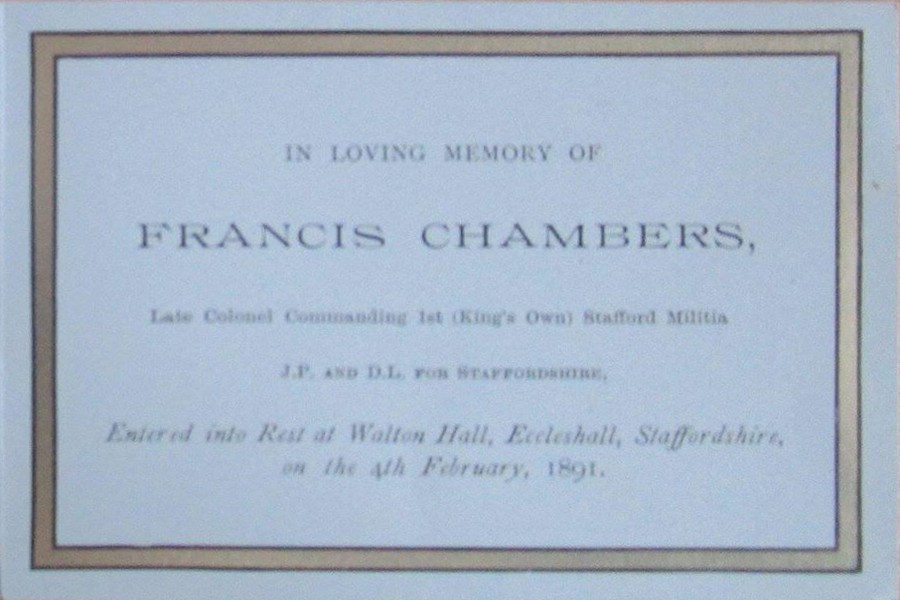 IN LOVING MEMORY OF
FRANCIS CHAMBERS,
Late Colonel Commanding 1st (King's Own) Stafford Militia
J.P. AND D.L. FOR STAFFORDSHIRE,
Entered into Rest at Walton Hall, Eccleshall, Staffordshire,
on the 4th February, 1891.